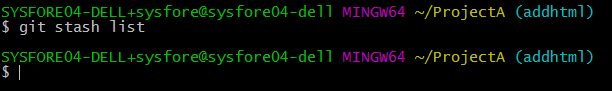 SYSFORE04-DELL+sysfore@sysfore04-dell MINGW64 ~/ProjectA (addhtml)
$ git stash list
SYSFORE04-DELL+sysfore@sysfore04-dell MINGW64 ~/ProjectA (addhtml)
$